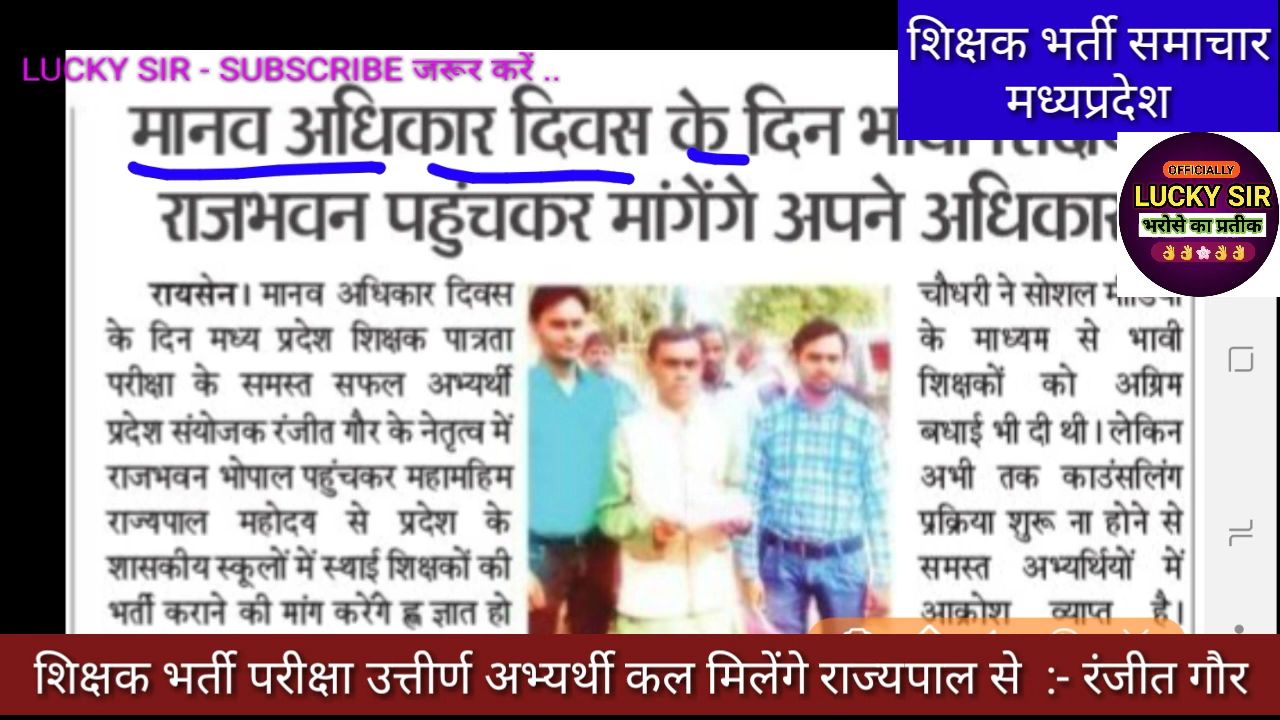 शिक्षक भर्ती समाचार
मध्यप्रदेश
LUCKY SIR - SUBSCRIBE जरूर करें ..
OFFICIALLY
LUCKY SIR
भरोसे का प्रतीक
मानव अधिकार दिवस के दिन
राजभवन पहुंचकर मांगेंगे अपने अधिकार
रायसेन। मानव अधिकार दिवस
के दिन मध्य प्रदेश शिक्षक पात्रता
परीक्षा के समस्त सफल अभ्यर्थी
प्रदेश संयोजक रंजीत गौर के नेतृत्व में
राजभवन भोपाल पहुंचकर महामहिम
राज्यपाल महोदय से प्रदेश के
शासकीय स्कूलों में स्थाई शिक्षकों की
भर्ती कराने की मांग करेंगे ह्ल ज्ञात हो
चौधरी ने सोशल मीडिया
के माध्यम से भावी
शिक्षकों को अग्रिम
बधाई भी दी थी। लेकिन
अभी तक काउंसलिंग
प्रक्रिया शुरू ना होने से
समस्त अभ्यर्थियों में
आक्रोश व्याप्त है।
शिक्षक भर्ती परीक्षा उत्तीर्ण अभ्यर्थी कल मिलेंगे राज्यपाल से :- रंजीत गौर